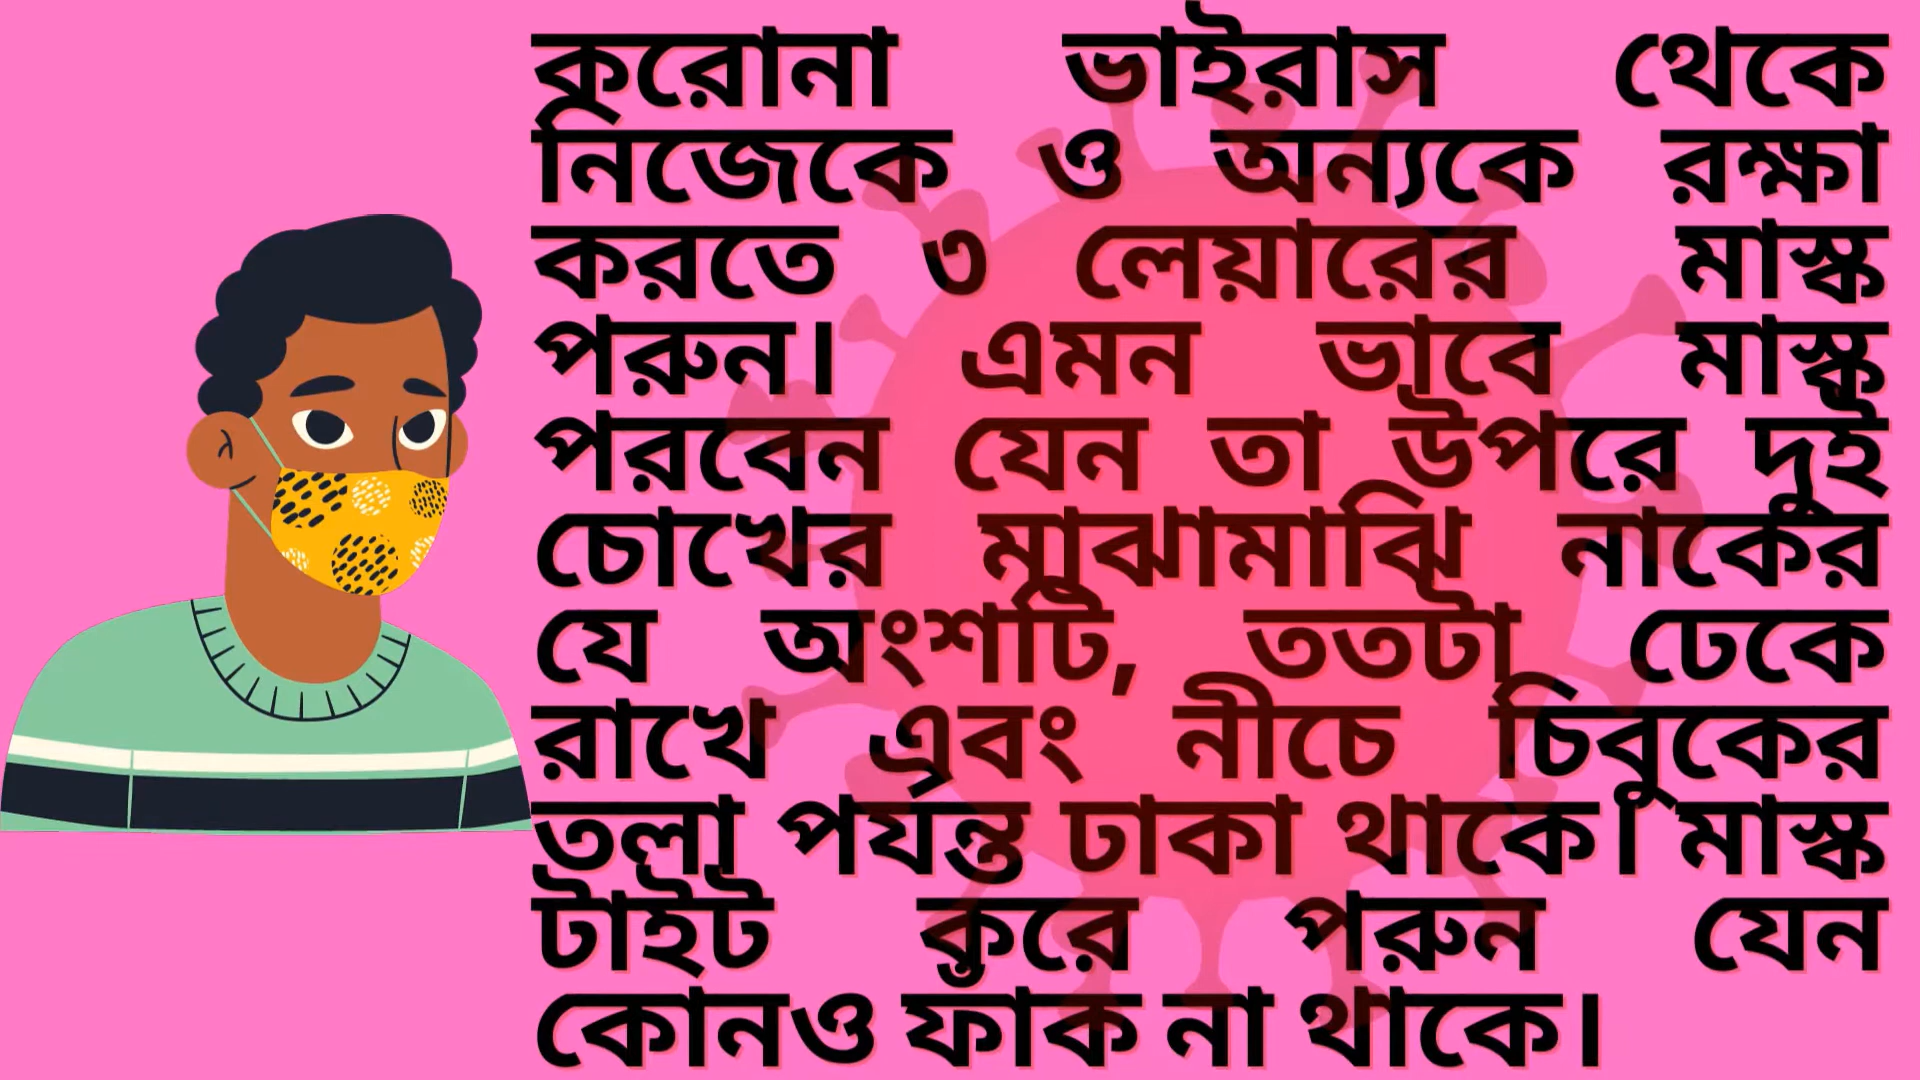 করোনা ভাইরাস থেকে
নিজেকে ও অন্যকে রক্ষা
করতে ৩ লেয়ারের মাস্ক
পরুন। এমন ভাবে মাস্ক
পরবেন যেন তা উপরে দুই
চোখের মাঝামাঝি নাকের
যে অংশটি, ততটা ঢেকে
রাখে এবং নীচে চিবুকের
তলা পর্যন্ত ঢাকা থাকে। মাস্ক
টাইট করে পরুন যেন
কোনও ফাঁক না থাকে।